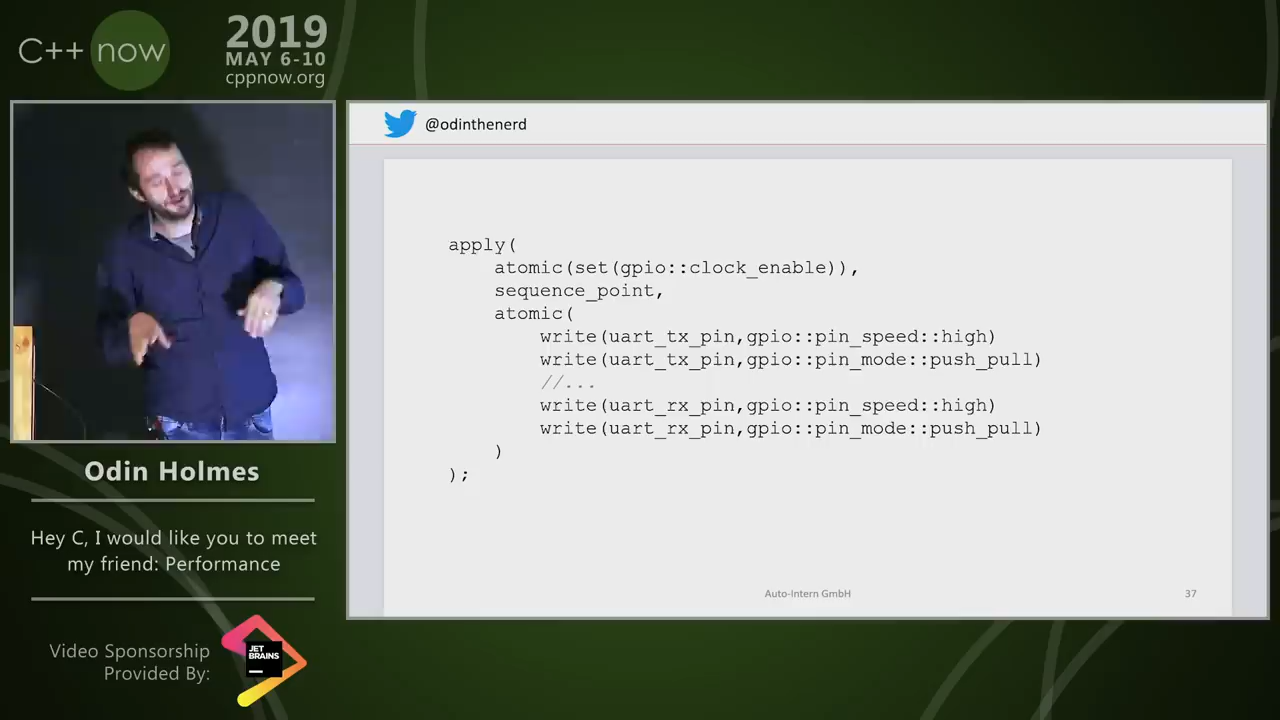 C++ now
2019
MAY 6-10
cppnow.org
@odinthenerd
apply(
atomic(set(gpio::clock_enable)),
sequence_point,
atomic(
write(uart_tx_pin,gpio::pin_speed::high)
write(uart_tx_pin,gpio::pin_mode::push_pull)
//...
write(uart_rx_pin,gpio::pin_speed::high)
write(uart_rx_pin,gpio::pin_mode::push_pull)
)
);
Auto-Intern GmbH
37
Odin Holmes
Hey C, I would like you to meet
my friend: Performance
Video Sponsorship
Provided By:
JET
BRAINS